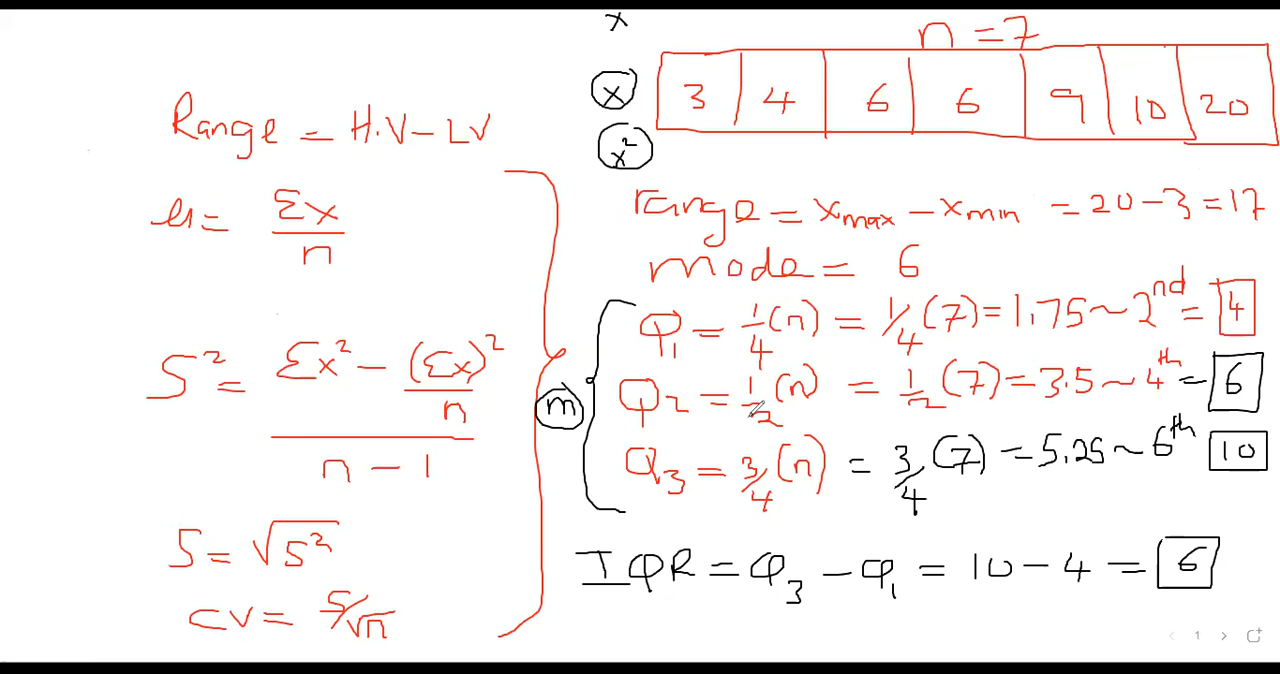 Range = H.V - LV
µ = Σx / n
S² = (Σx² - (Σx)² / n) / (n - 1)
S = √S²
CV = S/√n
x
n = 7
x 3 4 6 6 9 10 20
x²
range = xmax - xmin = 20 - 3 = 17
mode = 6
Q₁ = 1/4 (n) = 1/4 (7) = 1.75 ~ 2nd = 4
m
Q₂ = 1/2 (n) = 1/2 (7) = 3.5 ~ 4th = 6
Q₃ = 3/4 (n) = 3/4 (7) = 5.25 ~ 6th 10
IQR = Q₃ - Q₁ = 10 - 4 = 6
1